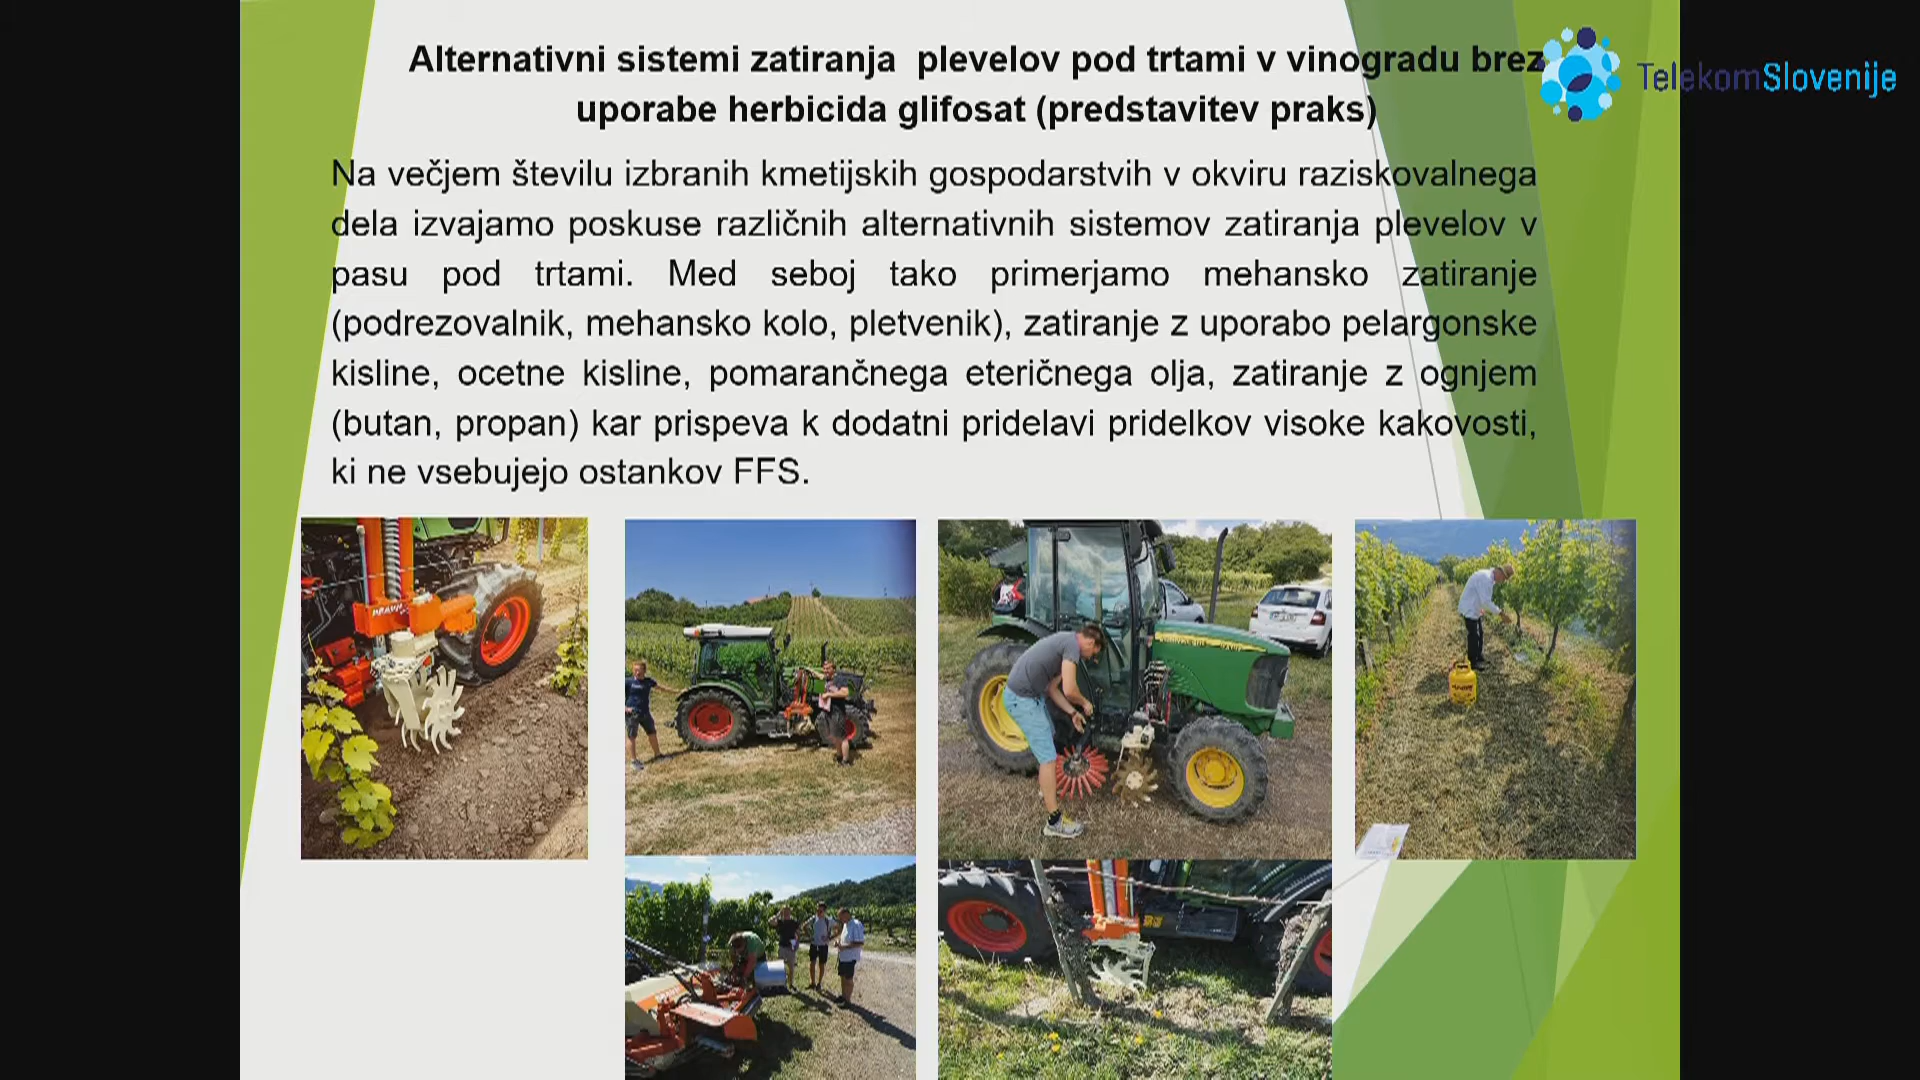 Alternativni sistemi zatiranja plevelov pod trtami v vinogradu brez
uporabe herbicida glifosat (predstavitev praks)
TelekomSlovenije
Na večjem številu izbranih kmetijskih gospodarstvih v okviru raziskovalnega
dela izvajamo poskuse različnih alternativnih sistemov zatiranja plevelov v
pasu pod trtami. Med seboj tako primerjamo mehansko zatiranje
(podrezovalnik, mehansko kolo, pletvenik), zatiranje z uporabo pelargonske
kisline, ocetne kisline, pomarančnega eteričnega olja, zatiranje z ognjem
(butan, propan) kar prispeva k dodatni pridelavi pridelkov visoke kakovosti,
ki ne vsebujejo ostankov FFS.